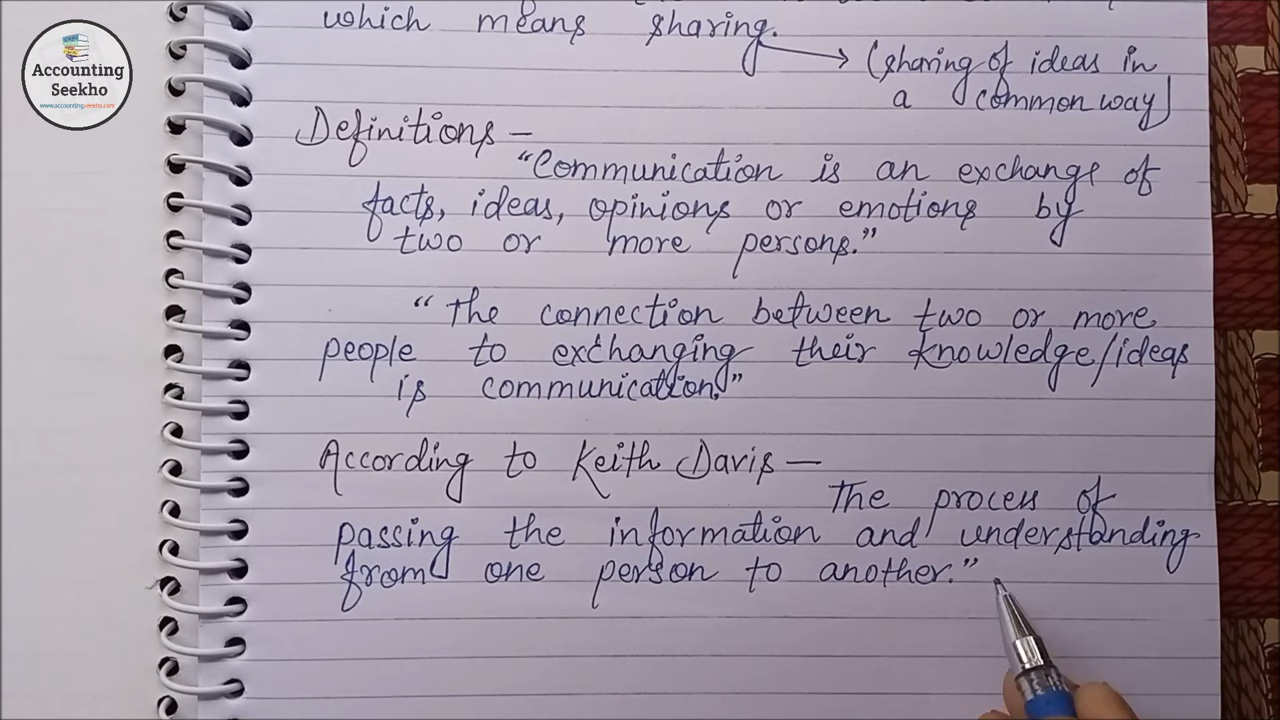 Accounting
Seekho
www.accountingseekho.com
which means sharing.
(sharing of ideas in
a common way)
Definitions –
"Communication is an exchange of
facts, ideas, opinions or emotions by
two or more persons."
"The connection between two or more
people to exchanging their knowledge/ideas
is communication."
According to Keith Davis –
The process of
passing the information and understanding
from one person to another."